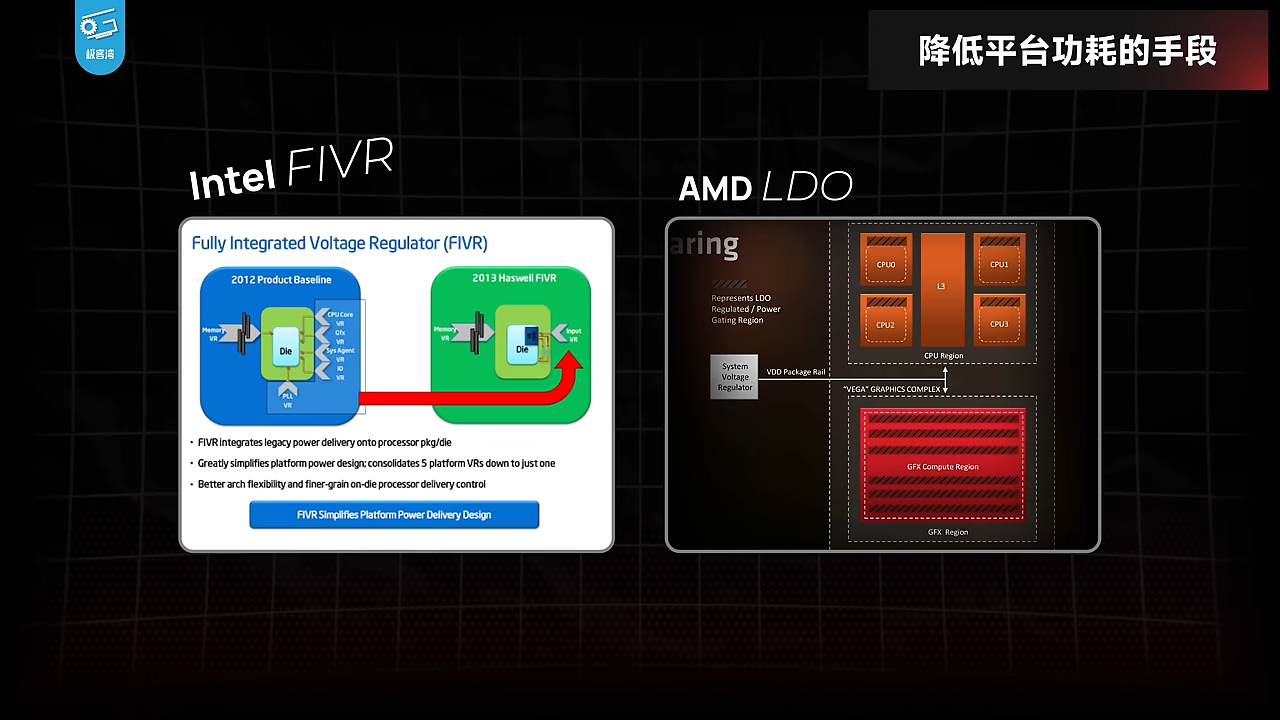 极客湾
降低平台功耗的手段
Intel FIVR
Fully Integrated Voltage Regulator (FIVR)
2012 Product Baseline
Memory
VR
Die
CPU Core
VR
Gfx
VR
Sys Agent
VR
IO
VR
PLL
VR
2013 Haswell FIVR
Memory
VR
Die
Input
VR
• FIVR integrates legacy power delivery onto processor pkg/die
• Greatly simplifies platform power design; consolidates 5 platform VRs down to just one
• Better arch flexibility and finer-grain on-die processor delivery control
FIVR Simplifies Platform Power Delivery Design
AMD LDO
aring
Represents LDO
Regulated / Power
Gating Region
System
Voltage
Regulator
VDD Package Rail
CPU0
L3
CPU1
CPU2
CPU3
CPU Region
"VEGA" GRAPHICS COMPLEX
GFX Compute Region
GFX Region